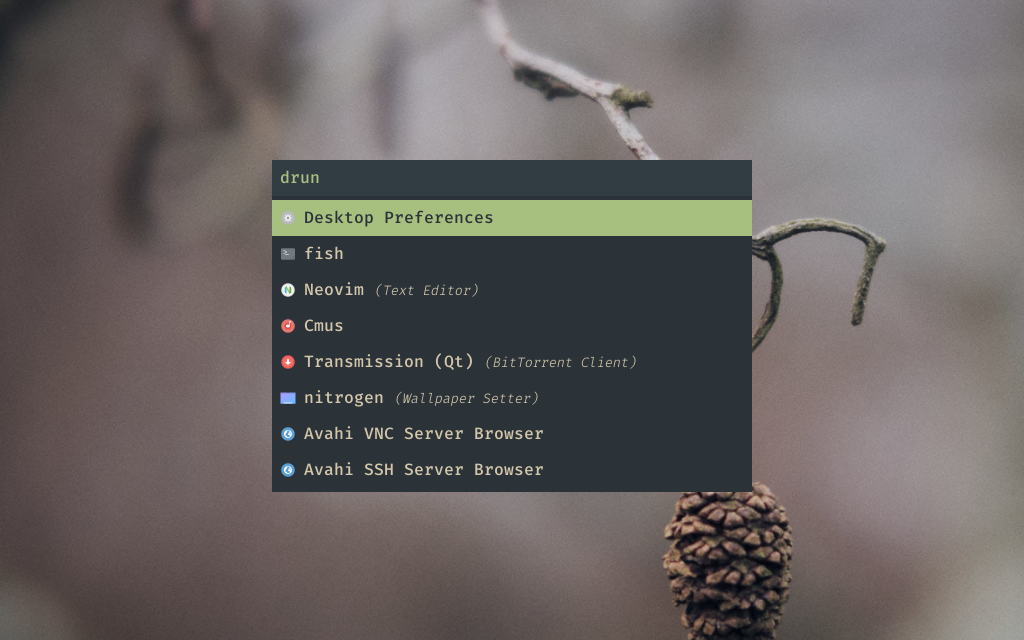 drun
Desktop Preferences
fish
Neovim (Text Editor)
Cmus
Transmission (Qt) (BitTorrent Client)
nitrogen (Wallpaper Setter)
Avahi VNC Server Browser
Avahi SSH Server Browser